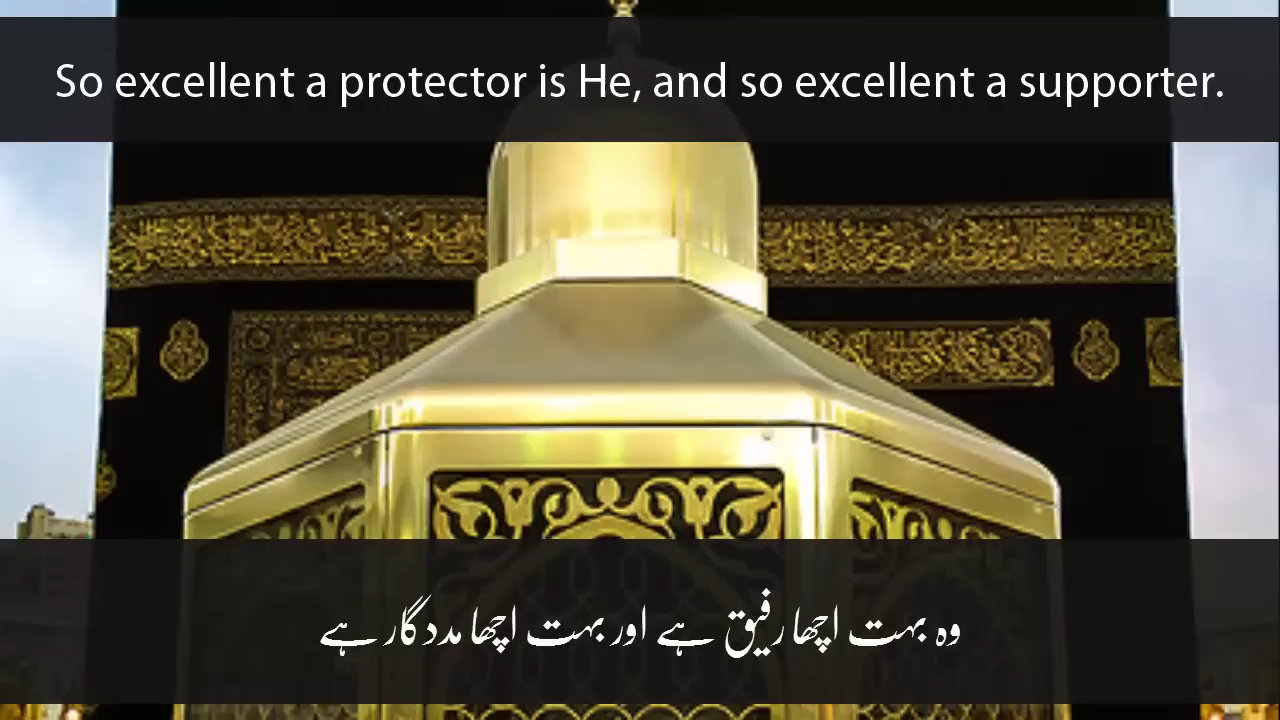 So excellent a protector is He, and so excellent a supporter.
وہ بہت اچھا رفیق ہے اور بہت اچھا مددگار ہے